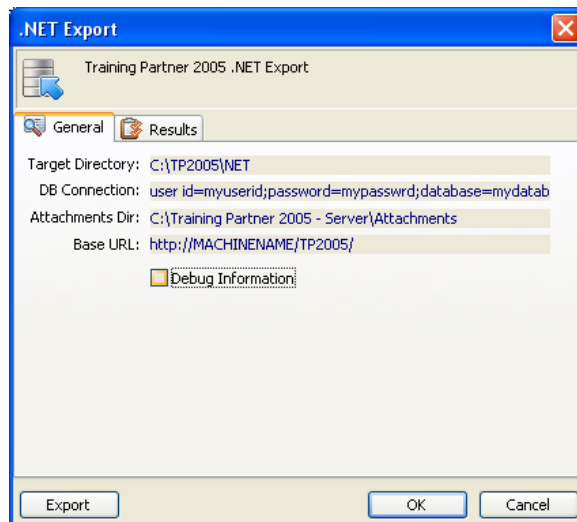 .NET Export
Training Partner 2005 .NET Export
General
Results
Target Directory: C:\TP2005\NET
DB Connection: user id=myuserid;password=mypasswrd;database=mydatab
Attachments Dir: C:\Training Partner 2005 - Server\Attachments
Base URL: http://MACHINENAME/TP2005/
Debug Information
Export
OK
Cancel